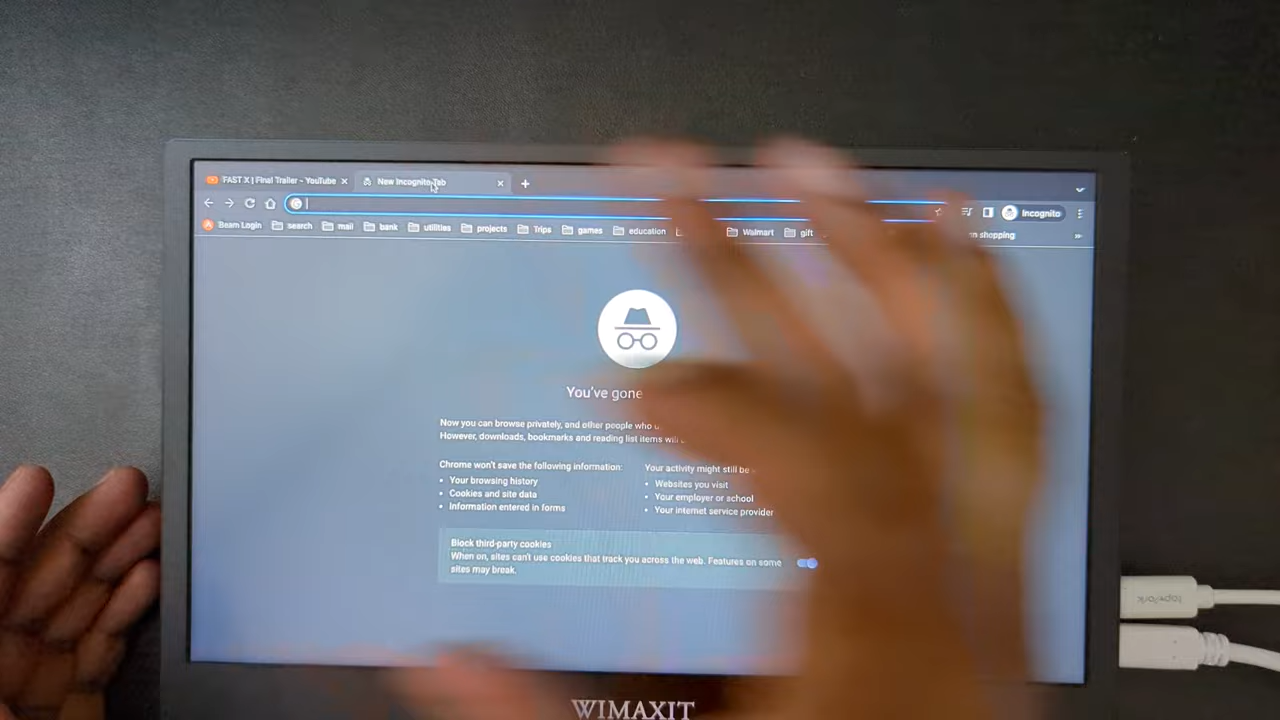 FAST X | Final Trailer - YouTube
New Incognito Tab
Incognito
Beam Login search mail bank utilities projects Trips games education Walmart gift shopping
You've gone
Now you can browse privately, and other people who
However, downloads, bookmarks and reading list items
Chrome won't save the following information:
Your browsing history
Cookies and site data
Information entered in forms
Your activity might still be
Websites you visit
Your employer or school
Your internet service provider
Block third-party cookies
When on, sites can't use cookies that track you across the web. Features on some
sites may break.
WIMAXIT